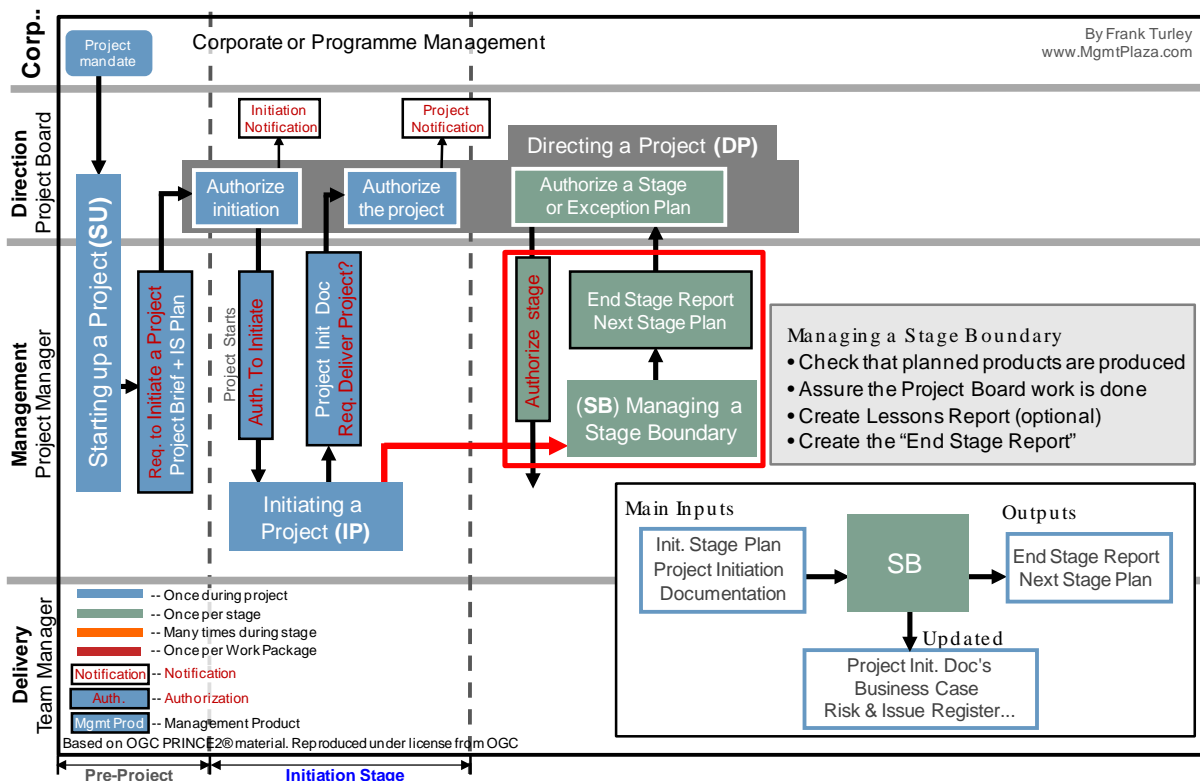 Corp..
Project
mandate
Corporate or Programme Management
By Frank Turley
www.MgmtPlaza.com
Direction
Project Board
Initiation
Notification
Project
Notification
Directing a Project (DP)
Authorize
initiation
Authorize
the project
Authorize a Stage
or Exception Plan
Management
Project Manager
Starting up a Project (SU)
Req. to Initiate a Project
Project Brief + IS Plan
Project Starts
Auth. To Initiate
Project Init Doc
Req. Deliver Project?
Authorize stage
End Stage Report
Next Stage Plan
(SB) Managing a
Stage Boundary
Initiating a
Project (IP)
Managing a Stage Boundary
• Check that planned products are produced
• Assure the Project Board work is done
• Create Lessons Report (optional)
• Create the “End Stage Report”
Main Inputs
Init. Stage Plan
Project Initiation
Documentation
SB
Outputs
End Stage Report
Next Stage Plan
Updated
Project Init. Doc's
Business Case
Risk & Issue Register...
Delivery
Team Manager
-- Once during project
-- Once per stage
-- Many times during stage
-- Once per Work Package
Notification -- Notification
Auth. -- Authorization
Mgmt Prod -- Management Product
Based on OGC PRINCE2® material. Reproduced under license from OGC
Pre-Project
Initiation Stage